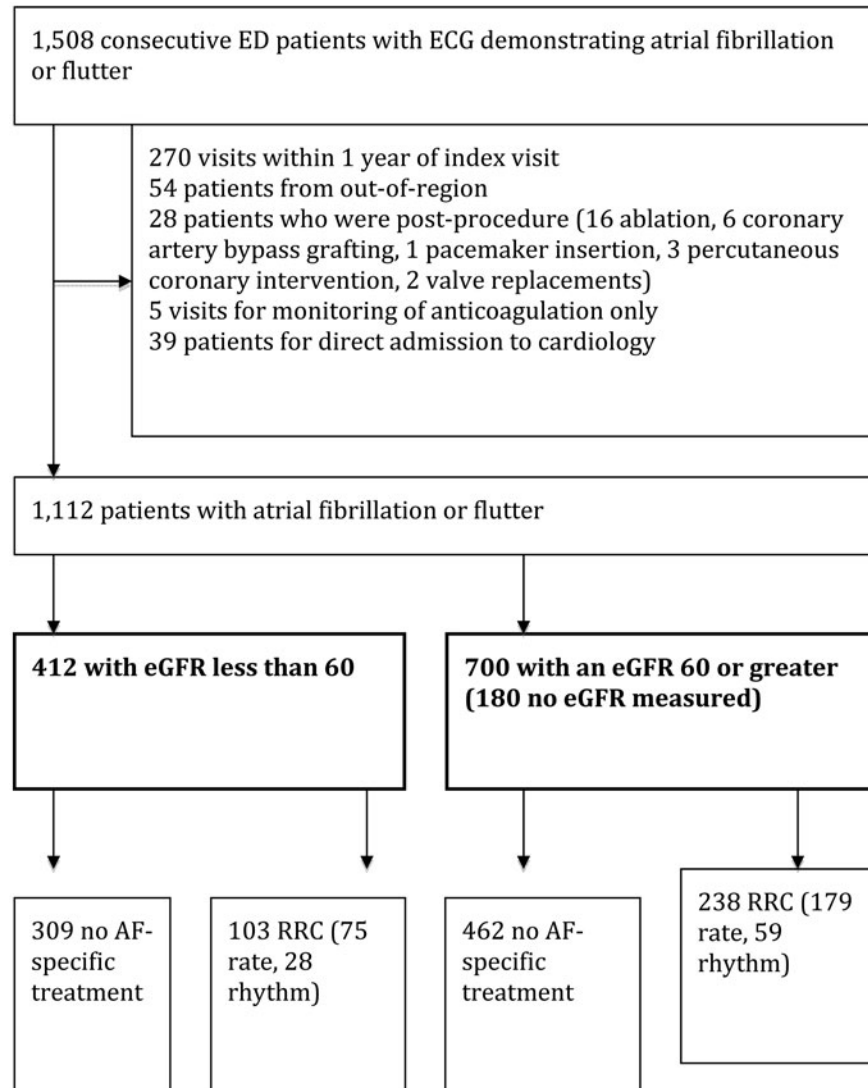 1,508 consecutive ED patients with ECG demonstrating atrial fibrillation
or flutter
270 visits within 1 year of index visit
54 patients from out-of-region
28 patients who were post-procedure (16 ablation, 6 coronary
artery bypass grafting, 1 pacemaker insertion, 3 percutaneous
coronary intervention, 2 valve replacements)
5 visits for monitoring of anticoagulation only
39 patients for direct admission to cardiology
1,112 patients with atrial fibrillation or flutter
412 with eGFR less than 60
700 with an eGFR 60 or greater
(180 no eGFR measured)
309 no AF-
specific
treatment
103 RRC (75
rate, 28
rhythm)
462 no AF-
specific
treatment
238 RRC (179
rate, 59
rhythm)